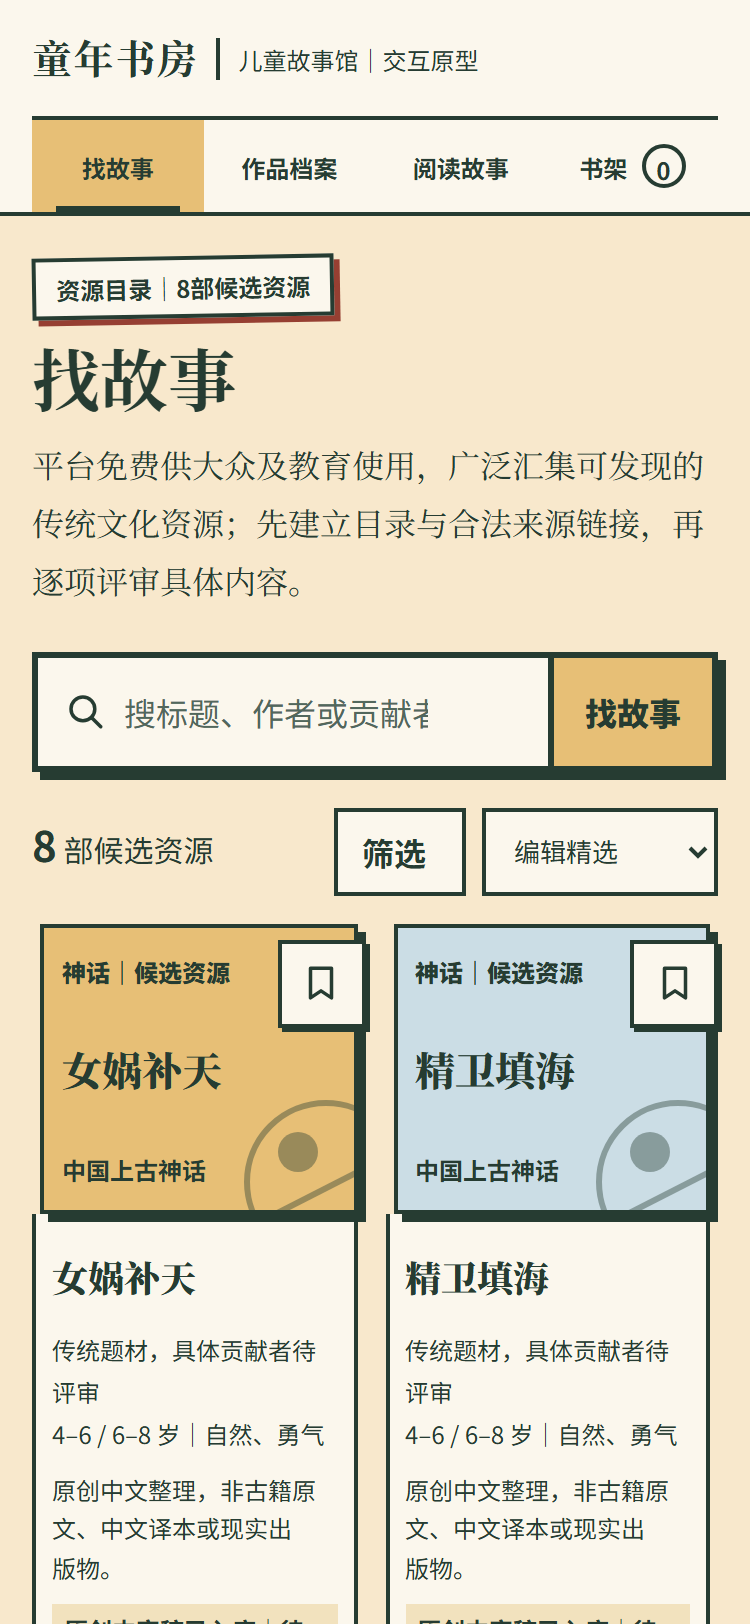 童年书房 儿童故事馆｜交互原型
找故事 作品档案 阅读故事 书架 0
资源目录｜8部候选资源
找故事
平台免费供大众及教育使用，广泛汇集可发现的
传统文化资源；先建立目录与合法来源链接，再
逐项评审具体内容。
搜标题、作者或贡献 找故事
8 部候选资源 筛选 编辑精选
神话｜候选资源
女娲补天
中国上古神话
女娲补天
传统题材，具体贡献者待
评审
4–6 / 6–8 岁｜自然、勇气
原创中文整理，非古籍原
文、中文译本或现实出
版物。
神话｜候选资源
精卫填海
中国上古神话
精卫填海
传统题材，具体贡献者待
评审
4–6 / 6–8 岁｜自然、勇气
原创中文整理，非古籍原
文、中文译本或现实出
版物。